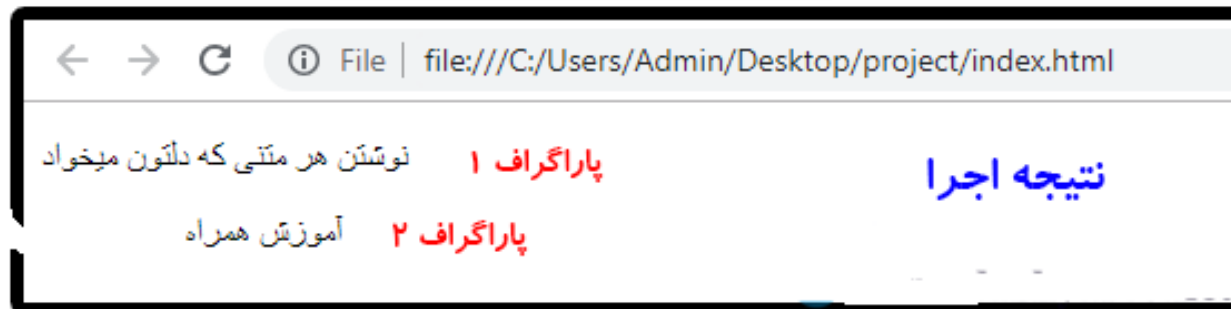 File | file:///C:/Users/Admin/Desktop/project/index.html
نوشتن هر متنی که دلتون میخواد
پاراگراف ۱
نتیجه اجرا
آموزش همراه
پاراگراف ۲